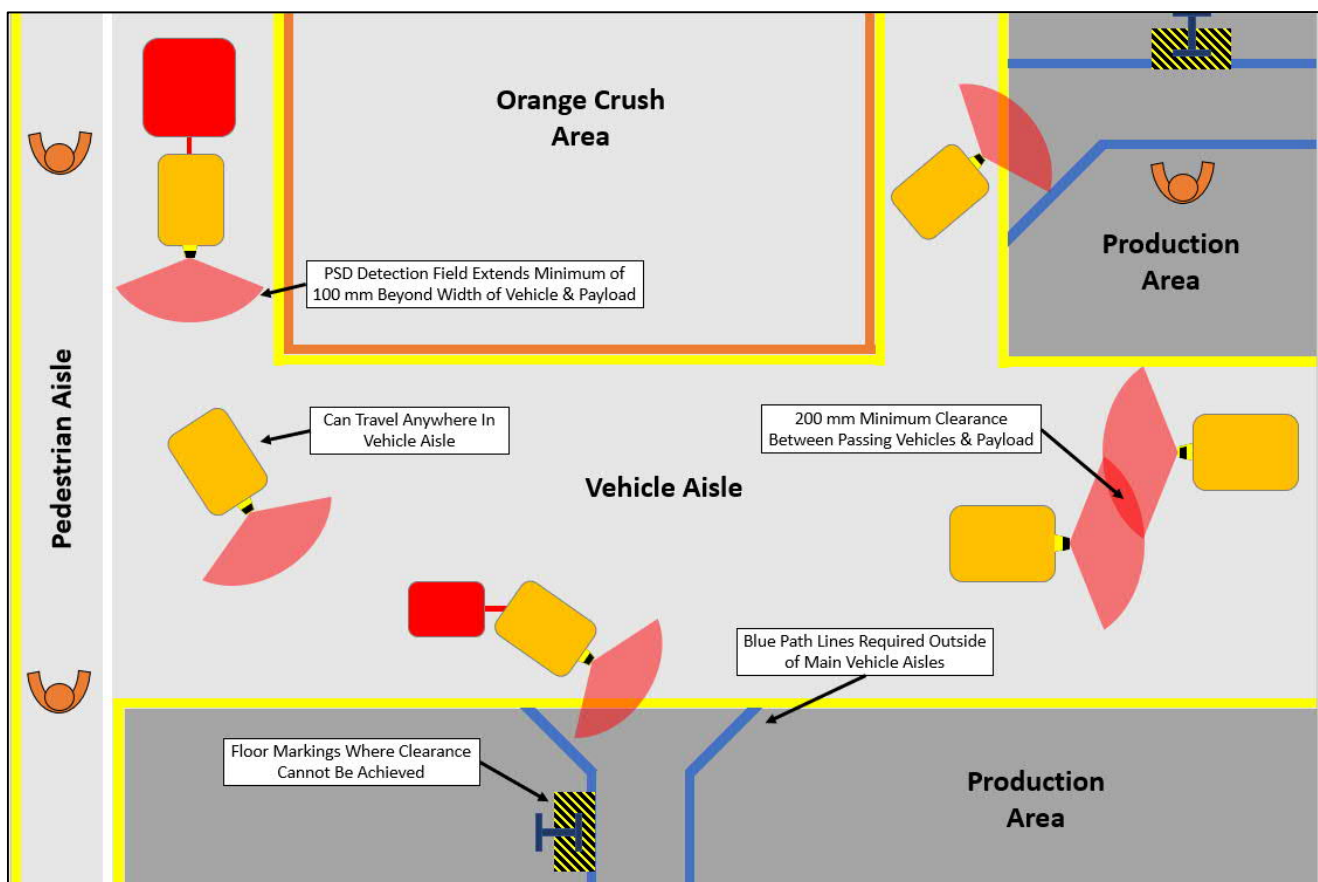 Orange Crush
Area
Production
Area
PSD Detection Field Extends Minimum of
100 mm Beyond Width of Vehicle & Payload
Pedestrian Aisle
Can Travel Anywhere In
Vehicle Aisle
200 mm Minimum Clearance
Between Passing Vehicles & Payload
Vehicle Aisle
Blue Path Lines Required Outside
of Main Vehicle Aisles
Floor Markings Where Clearance
Cannot Be Achieved
Production
Area